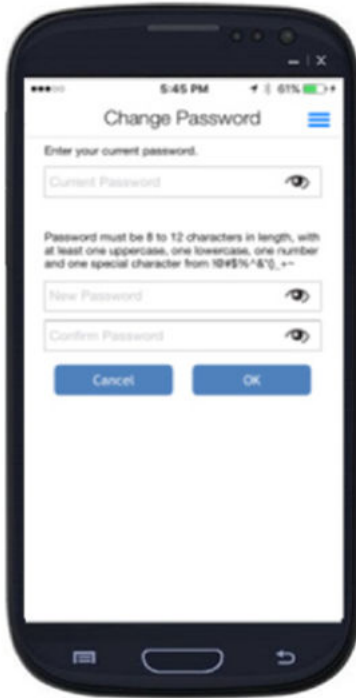 5:45 PM
61%
Change Password
Enter your current password.
Current Password
Password must be 8 to 12 characters in length, with
at least one uppercase, one lowercase, one number
and one special character from !@#$%^&*()_+~
New Password
Confirm Password
Cancel
OK